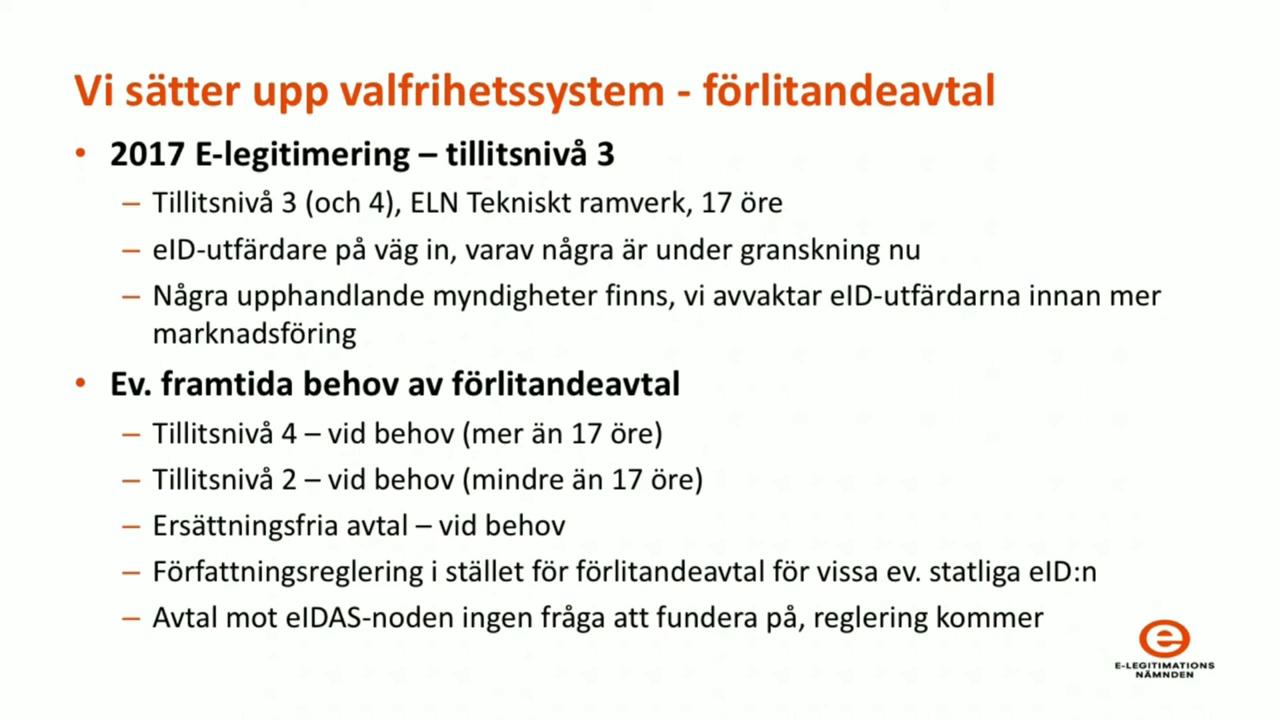 Vi sätter upp valfrihetssystem - förlitandeavtal
• 2017 E-legitimering – tillitsnivå 3
– Tillitsnivå 3 (och 4), ELN Tekniskt ramverk, 17 öre
– eID-utfärdare på väg in, varav några är under granskning nu
– Några upphandlande myndigheter finns, vi avvaktar eID-utfärdarna innan mer
marknadsföring
• Ev. framtida behov av förlitandeavtal
– Tillitsnivå 4 – vid behov (mer än 17 öre)
– Tillitsnivå 2 – vid behov (mindre än 17 öre)
– Ersättningsfria avtal – vid behov
– Författningsreglering i stället för förlitandeavtal för vissa ev. statliga eID:n
– Avtal mot eIDAS-noden ingen fråga att fundera på, reglering kommer
e
E-LEGITIMATIONS
NÄMNDEN